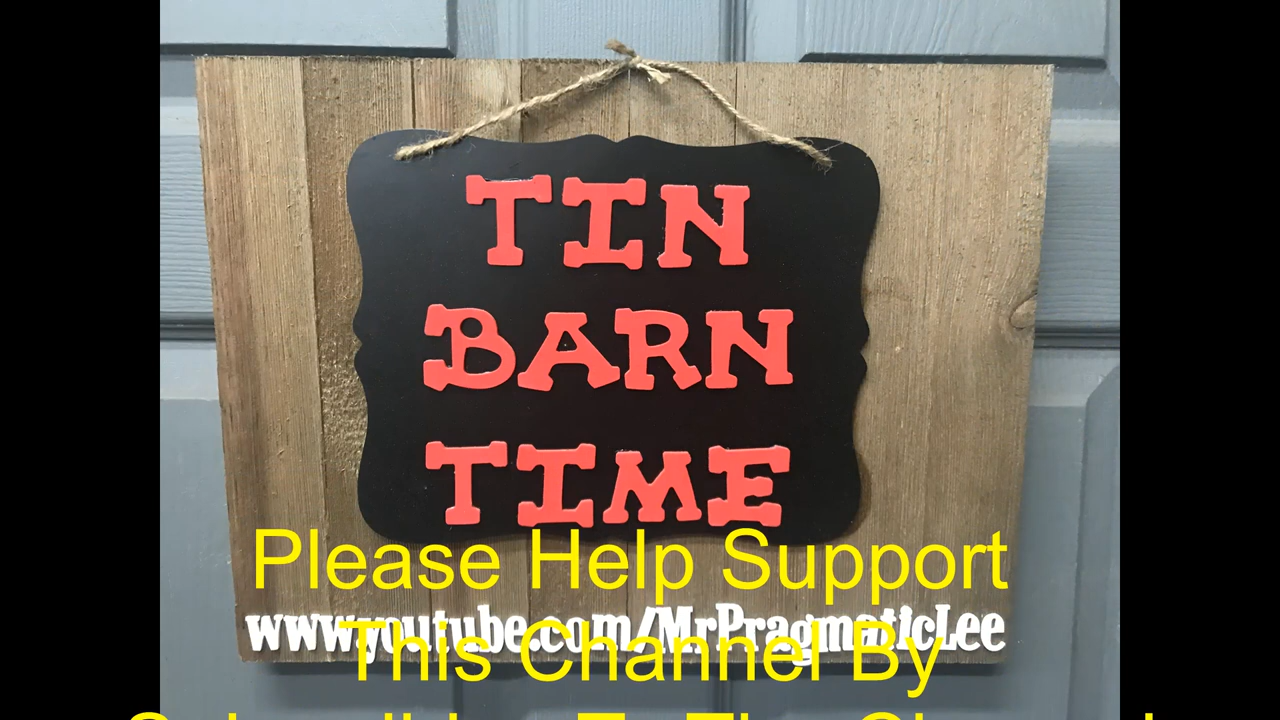 TIN
BARN
TIME
Please Help Support
www.youtube.com/MrPragmaticLee
This Channel By